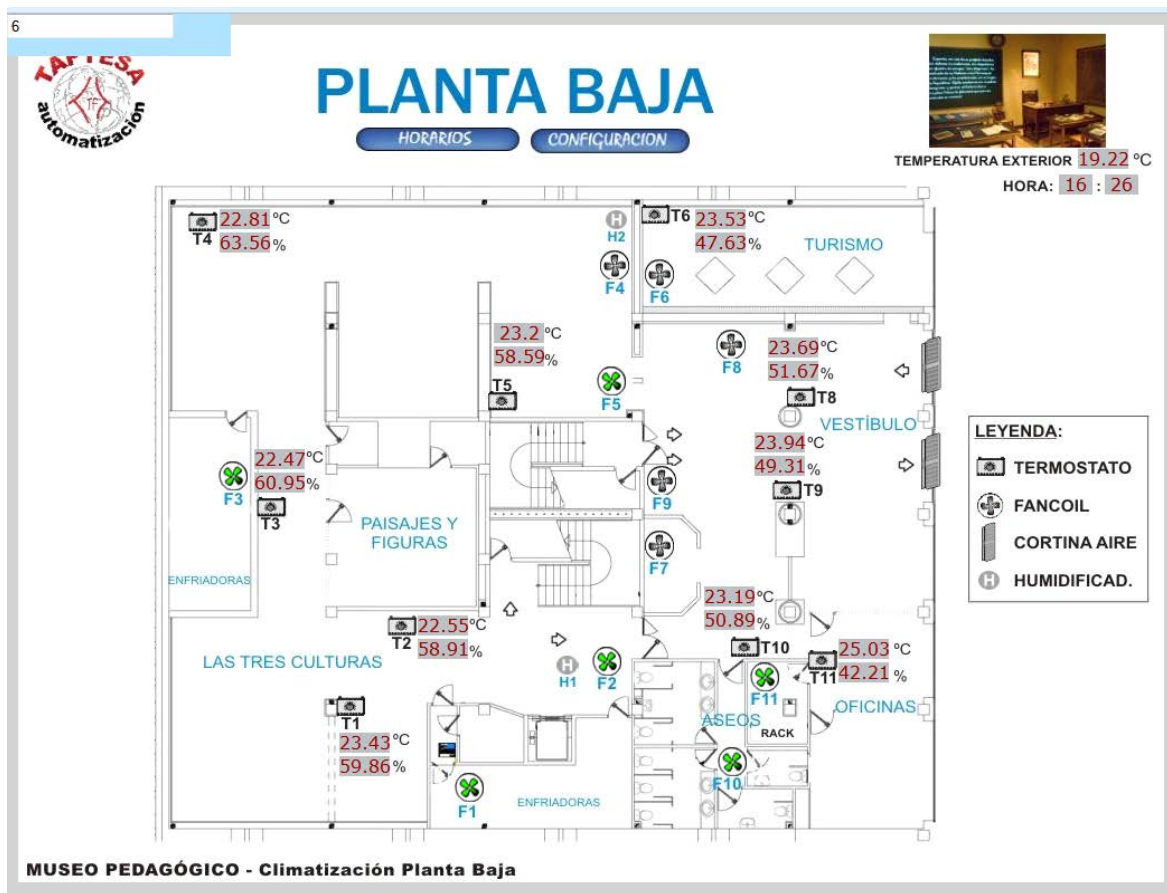 6
TAPTESA
automatización
PLANTA BAJA
HORARIOS
CONFIGURACION
TEMPERATURA EXTERIOR 19.22 ºC
HORA: 16 : 26
T4
22.81 ºC
63.56 %
H2
F4
T6
23.53 ºC
47.63 %
TURISMO
F6
23.2 ºC
58.59 %
T5
F5
F8
23.69 ºC
51.67 %
T8
VESTÍBULO
23.94 ºC
49.31 %
T9
F3
22.47 ºC
60.95 %
T3
PAISAJES Y
FIGURAS
F9
F7
ENFRIADORAS
T2
22.55 ºC
58.91 %
LAS TRES CULTURAS
H1
F2
23.19 ºC
50.89 %
T10
T11
25.03 ºC
42.21 %
F11
OFICINAS
ASEOS
RACK
T1
23.43 ºC
59.86 %
F10
F1
ENFRIADORAS
LEYENDA:
TERMOSTATO
FANCOIL
CORTINA AIRE
H HUMIDIFICAD.
MUSEO PEDAGÓGICO - Climatización Planta Baja